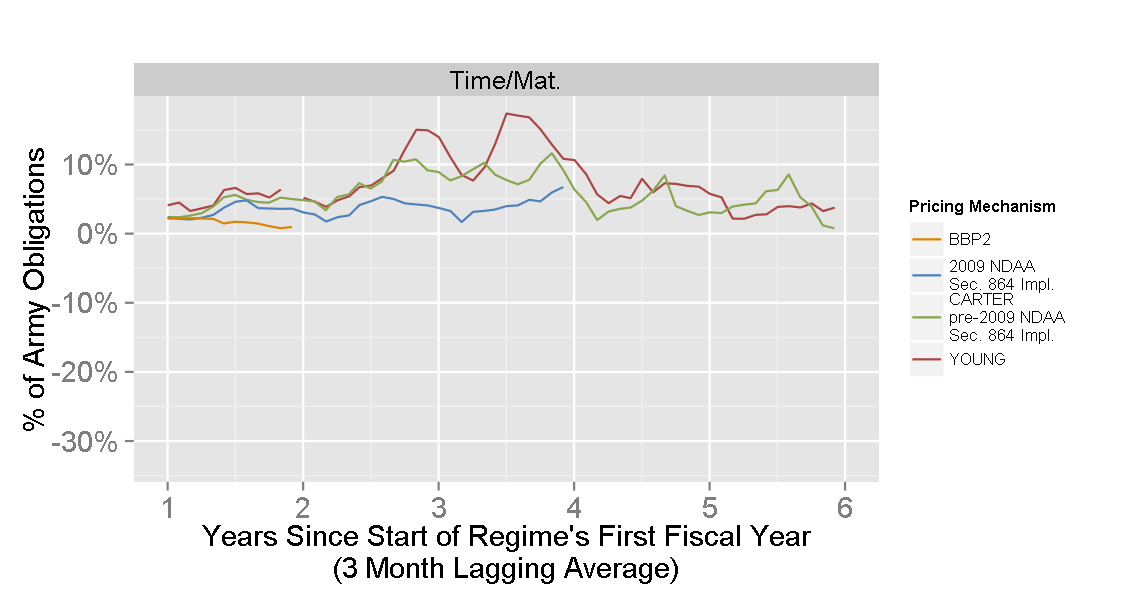 Time/Mat.
% of Army Obligations
10%
0%
-10%
-20%
-30%
1 2 3 4 5 6
Years Since Start of Regime's First Fiscal Year
(3 Month Lagging Average)
Pricing Mechanism
BBP2
2009 NDAA
Sec. 864 Impl.
CARTER
pre-2009 NDAA
Sec. 864 Impl.
YOUNG